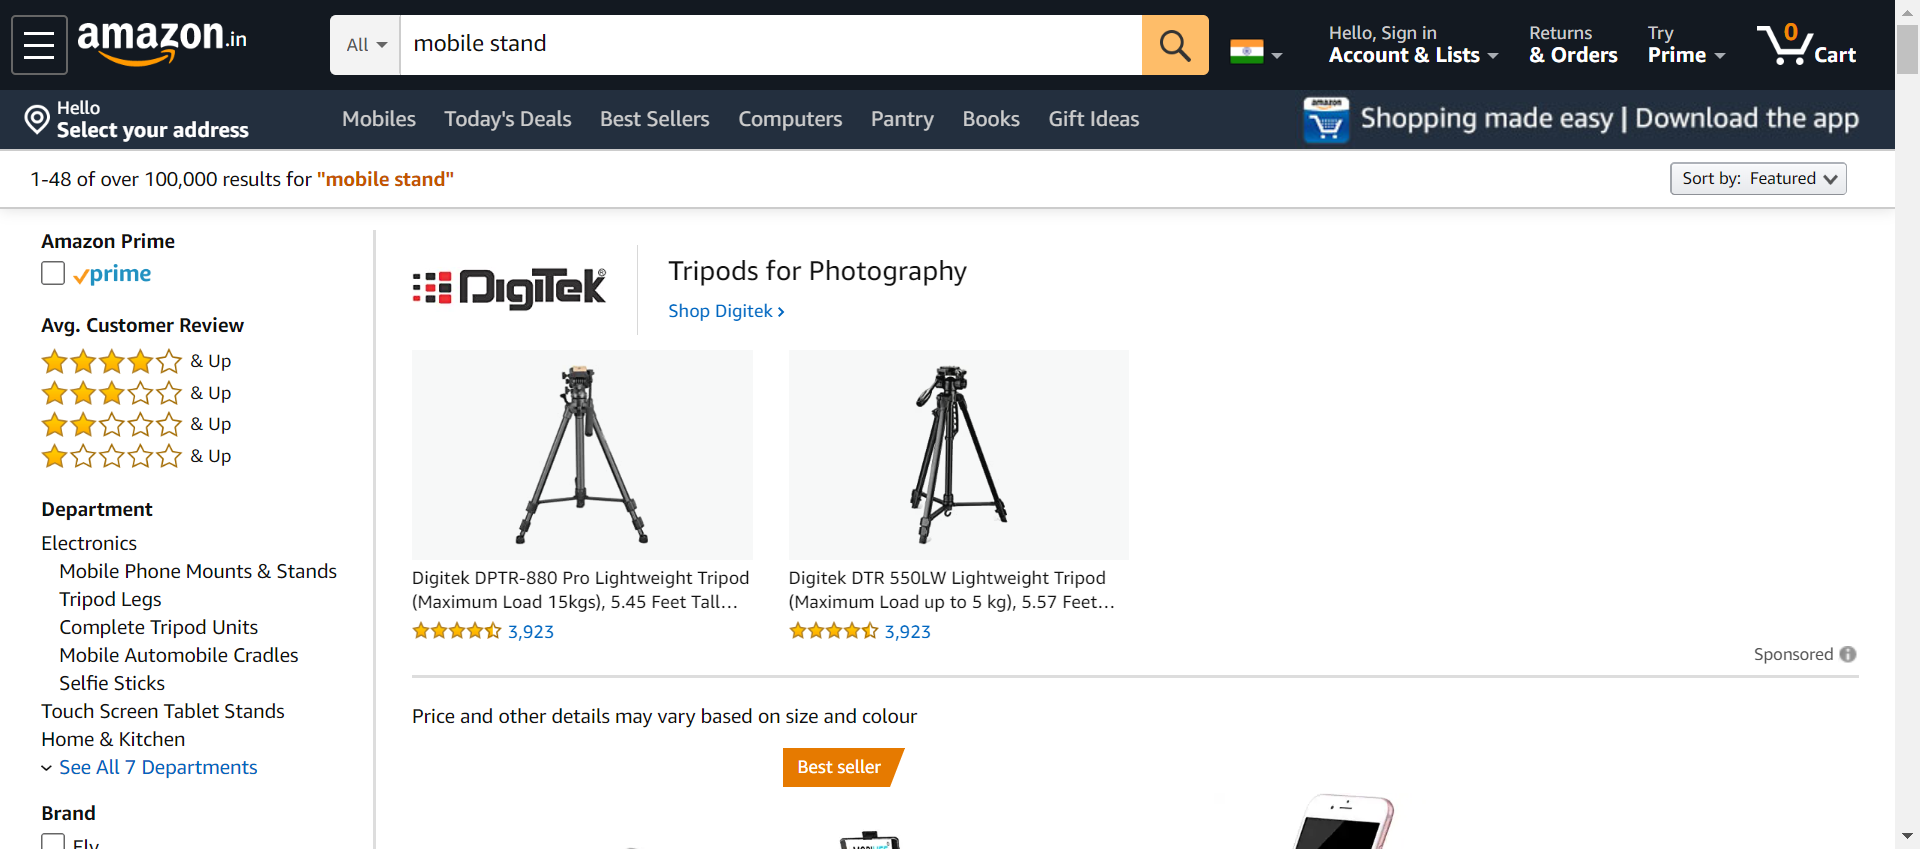 amazon.in
All
mobile stand
Hello, Sign in
Account & Lists
Returns
& Orders
Try
Prime
0
Cart
Hello
Select your address
Mobiles
Today's Deals
Best Sellers
Computers
Pantry
Books
Gift Ideas
amazon
Shopping made easy | Download the app
1-48 of over 100,000 results for "mobile stand"
Sort by: Featured
Amazon Prime
prime
Avg. Customer Review
& Up
& Up
& Up
& Up
Department
Electronics
Mobile Phone Mounts & Stands
Tripod Legs
Complete Tripod Units
Mobile Automobile Cradles
Selfie Sticks
Touch Screen Tablet Stands
Home & Kitchen
See All 7 Departments
Brand
DigiTek®
Tripods for Photography
Shop Digitek ›
Digitek DPTR-880 Pro Lightweight Tripod
(Maximum Load 15kgs), 5.45 Feet Tall…
3,923
Digitek DTR 550LW Lightweight Tripod
(Maximum Load up to 5 kg), 5.57 Feet…
3,923
Sponsored
Price and other details may vary based on size and colour
Best seller